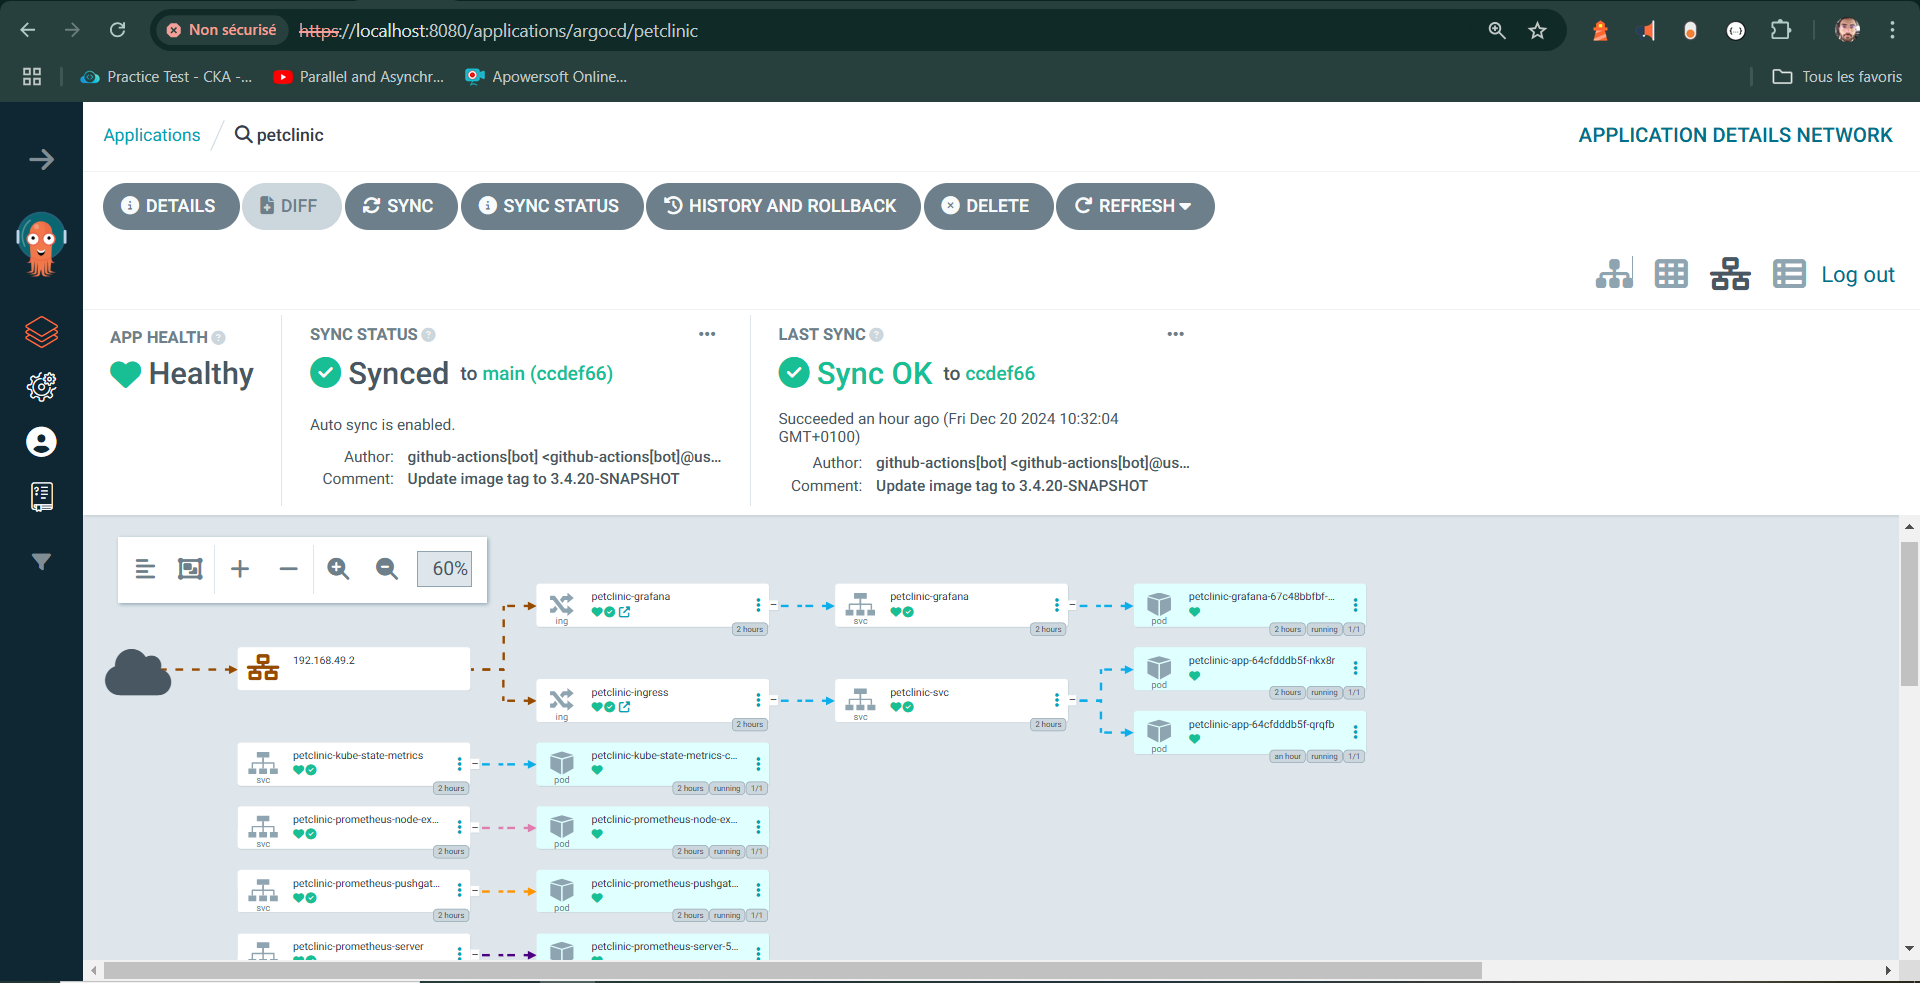 Non sécurisé https://localhost:8080/applications/argocd/petclinic
Practice Test - CKA -... Parallel and Asynchr... Apowersoft Online... Tous les favoris
Applications petclinic APPLICATION DETAILS NETWORK
DETAILS DIFF SYNC SYNC STATUS HISTORY AND ROLLBACK DELETE REFRESH
Log out
APP HEALTH
Healthy
SYNC STATUS
Synced to main (ccdef66)
Auto sync is enabled.
Author: github-actions[bot] <github-actions[bot]@us...
Comment: Update image tag to 3.4.20-SNAPSHOT
LAST SYNC
Sync OK to ccdef66
Succeeded an hour ago (Fri Dec 20 2024 10:32:04
GMT+0100)
Author: github-actions[bot] <github-actions[bot]@us...
Comment: Update image tag to 3.4.20-SNAPSHOT
60%
192.168.49.2
petclinic-grafana
ing
2 hours
petclinic-grafana
svc
2 hours
petclinic-grafana-67c48bbfbf-...
pod
2 hours running 1/1
petclinic-ingress
ing
2 hours
petclinic-svc
svc
2 hours
petclinic-app-64cfdddb5f-nkx8r
pod
2 hours running 1/1
petclinic-app-64cfdddb5f-qrqfb
pod
an hour running 1/1
petclinic-kube-state-metrics
svc
2 hours
petclinic-kube-state-metrics-c...
pod
2 hours running 1/1
petclinic-prometheus-node-ex...
svc
2 hours
petclinic-prometheus-node-ex...
pod
2 hours running 1/1
petclinic-prometheus-pushgat...
svc
2 hours
petclinic-prometheus-pushgat...
pod
2 hours running 1/1
petclinic-prometheus-server
petclinic-prometheus-server-5...